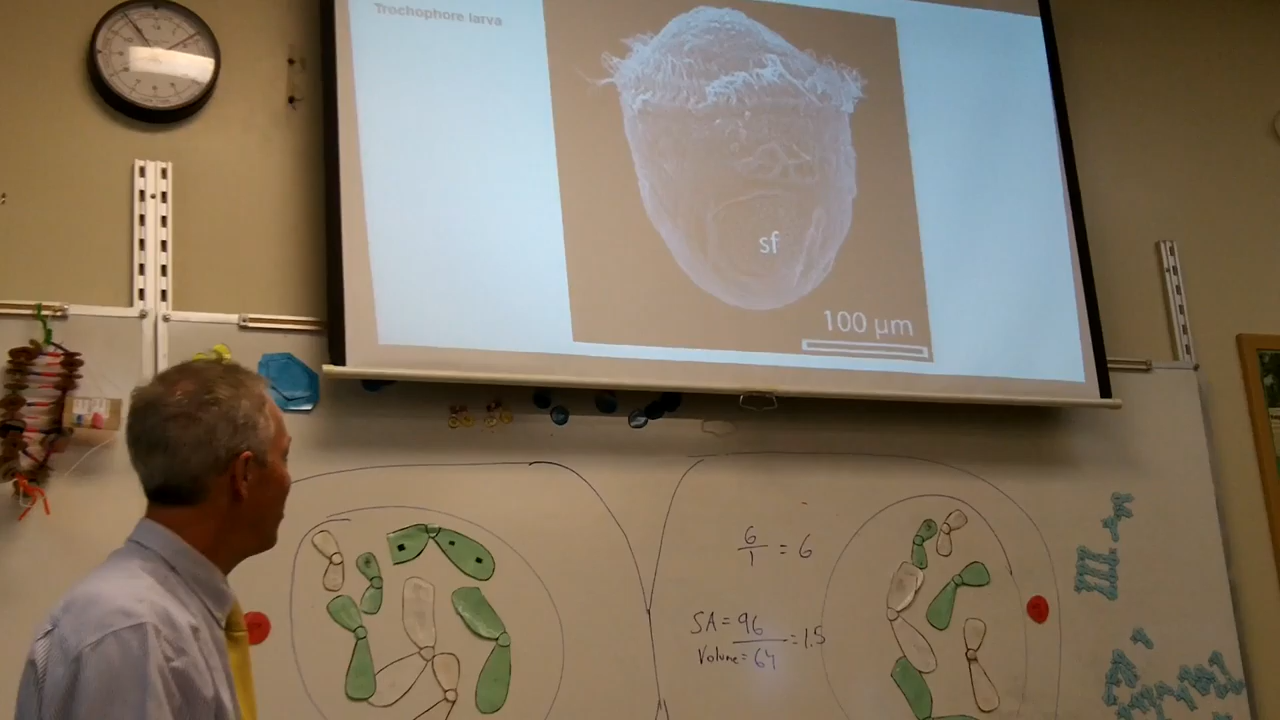 Trochophore larva
sf
100 µm
6/1 = 6
SA = 96
Volume = 64
= 1.5